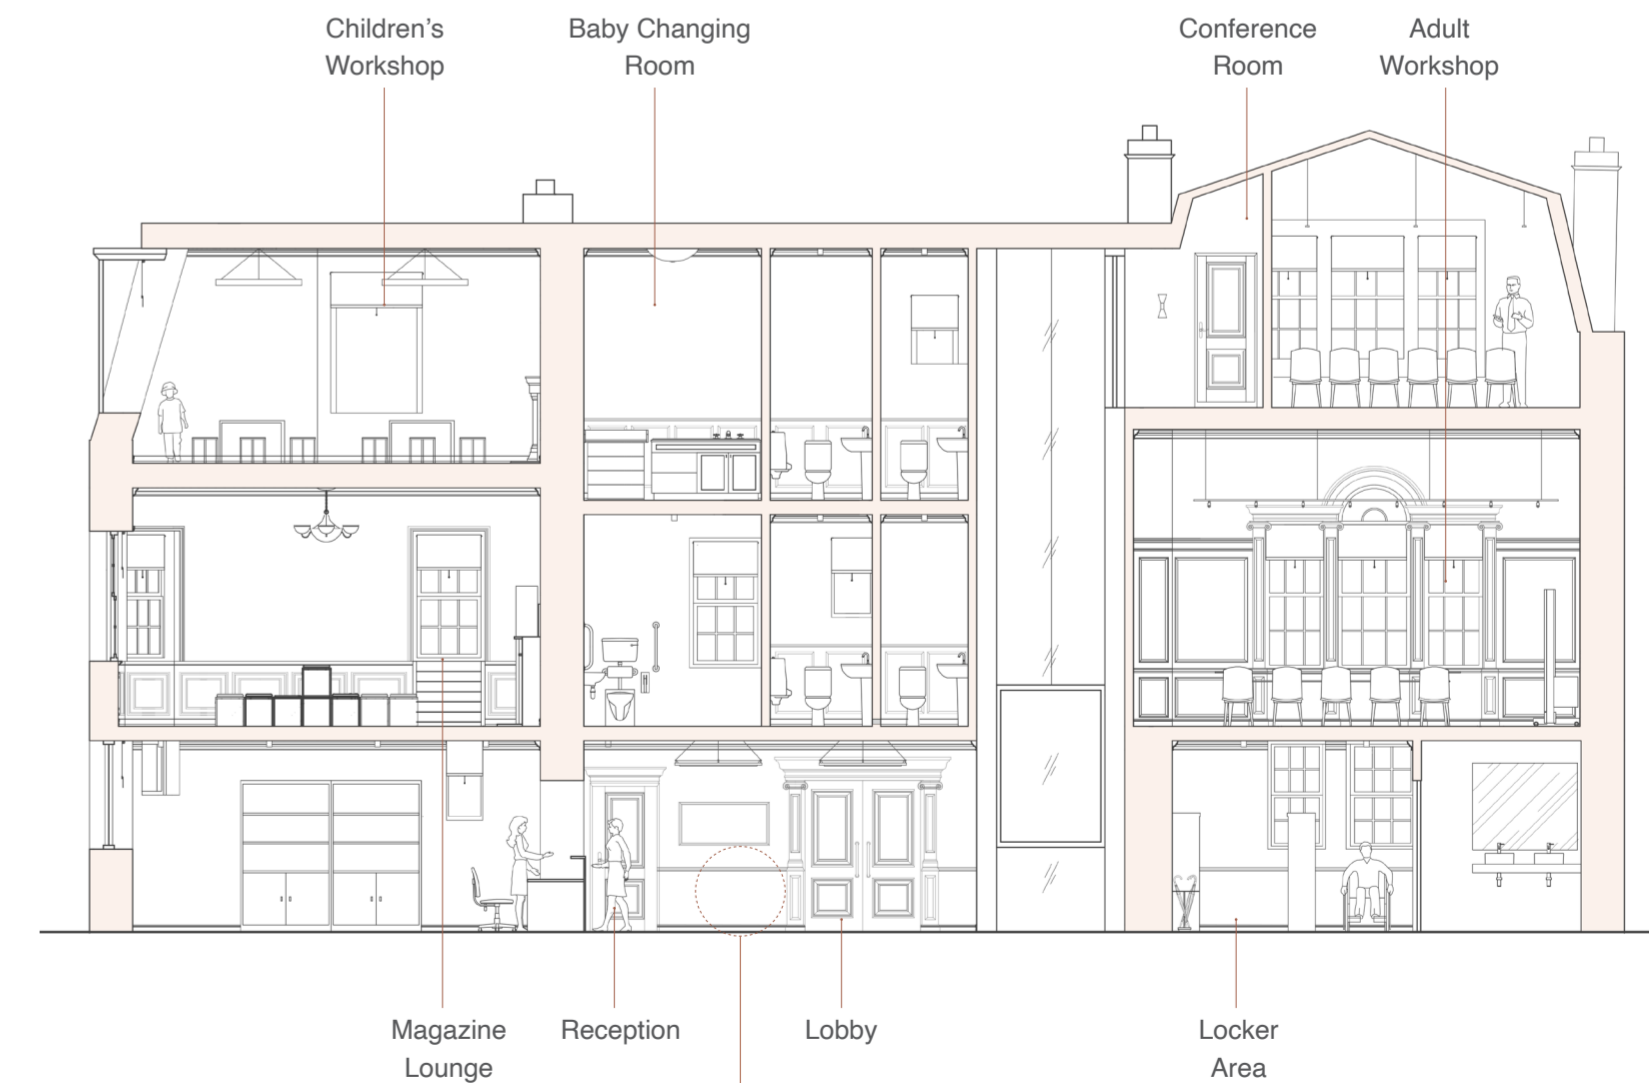 Children’s
Workshop
Baby Changing
Room
Conference
Room
Adult
Workshop
Magazine
Lounge
Reception
Lobby
Locker
Area